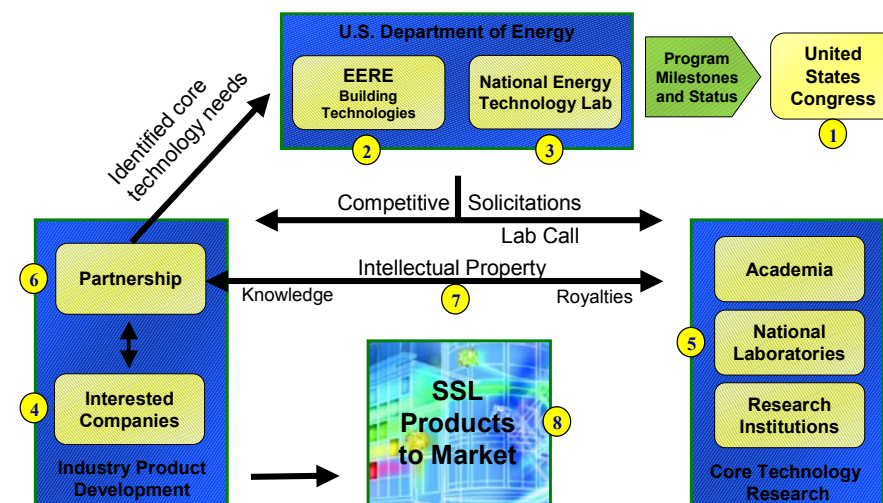 U.S. Department of Energy
EERE
Building
Technologies
2
National Energy
Technology Lab
3
Program
Milestones
and Status
United
States
Congress
1
Identified core
technology needs
Competitive Solicitations
Lab Call
Partnership
6
Interested
Companies
4
Industry Product
Development
Intellectual Property
Knowledge
7
Royalties
SSL
Products
to Market
8
Academia
National
Laboratories
5
Research
Institutions
Core Technology
Research